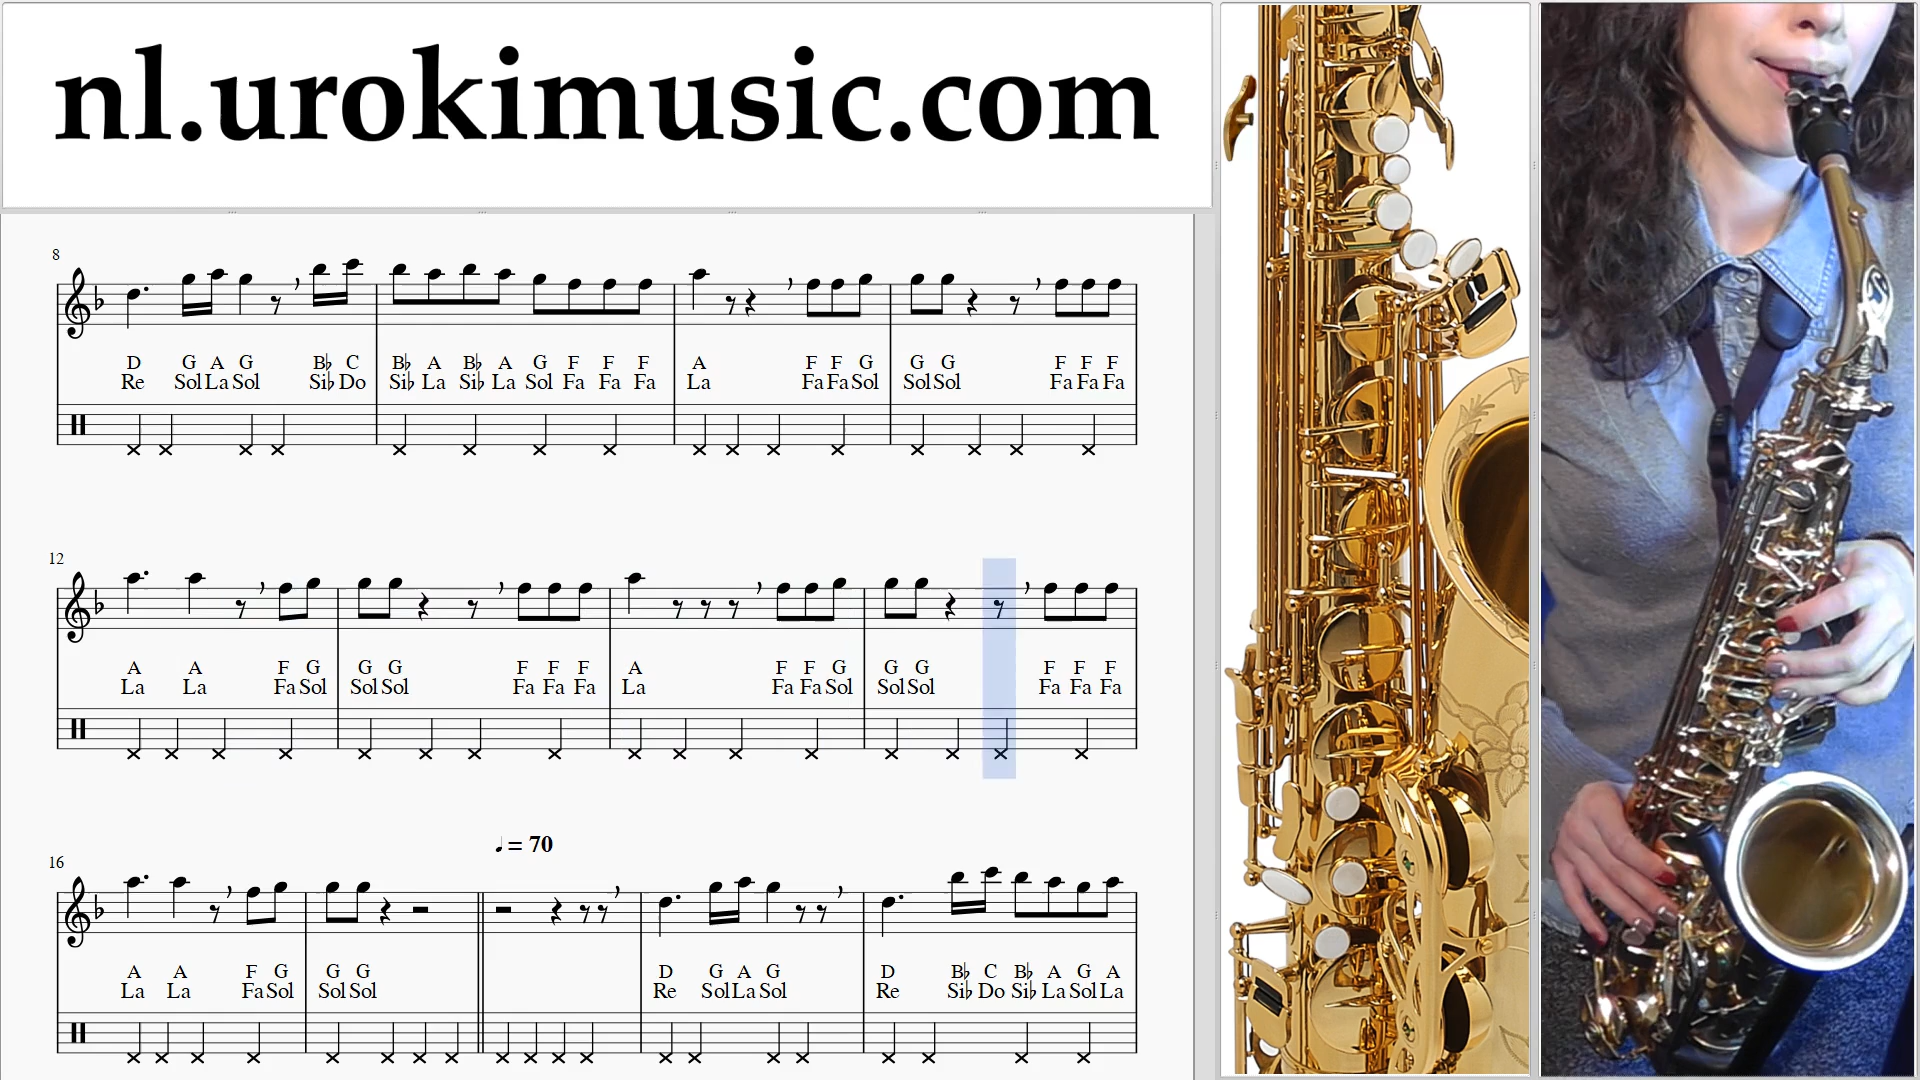 nl.urokimusic.com
8
D G A G B♭ C B♭ A B♭ A G F F F A F F G G G F F F
Re Sol La Sol Si♭ Do Si♭ La Si♭ La Sol Fa Fa Fa La Fa Fa Sol Sol Sol Fa Fa Fa
12
A A F G G G F F F A F F G G G F F F
La La Fa Sol Sol Sol Fa Fa Fa La Fa Fa Sol Sol Sol Fa Fa Fa
♩ = 70
16
A A F G G G D G A G D B♭ C B♭ A G A
La La Fa Sol Sol Sol Re Sol La Sol Re Si♭ Do Si♭ La Sol La